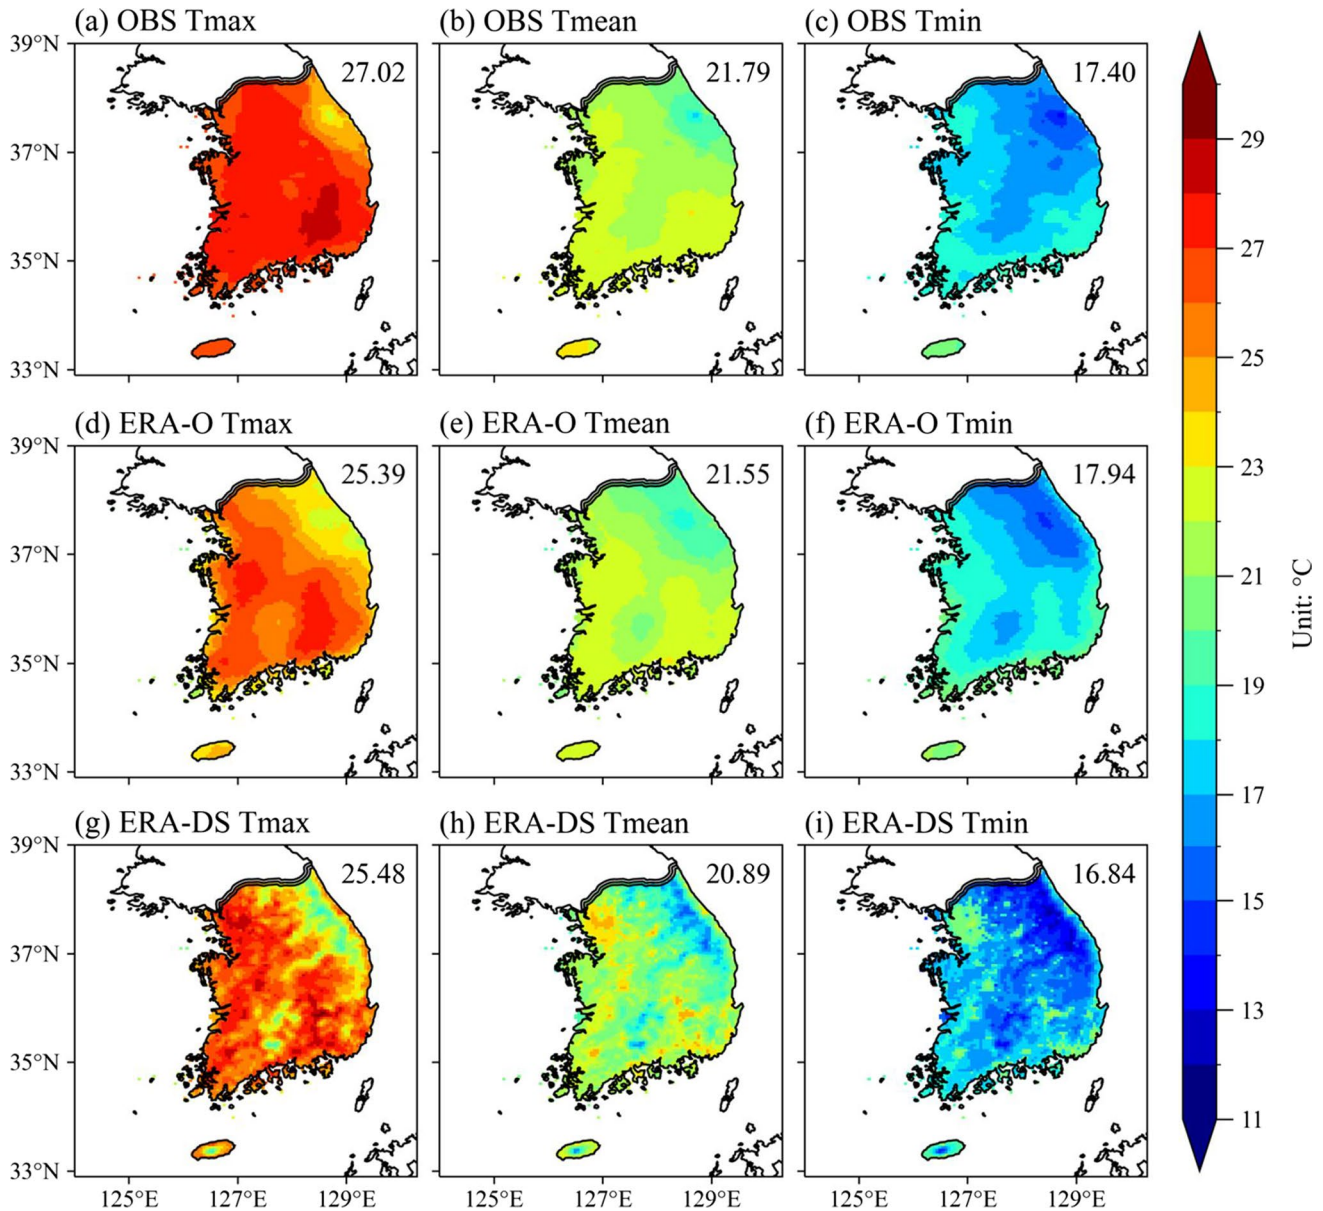 (a) OBS Tmax
(b) OBS Tmean
(c) OBS Tmin
39°N
27.02
21.79
17.40
37°N
35°N
33°N
125°E 127°E 129°E
(d) ERA-O Tmax
(e) ERA-O Tmean
(f) ERA-O Tmin
39°N
25.39
21.55
17.94
37°N
35°N
33°N
(g) ERA-DS Tmax
(h) ERA-DS Tmean
(i) ERA-DS Tmin
39°N
25.48
20.89
16.84
37°N
35°N
33°N
125°E 127°E 129°E
125°E 127°E 129°E
29
27
25
23
21
19
17
15
13
11
Unit: °C